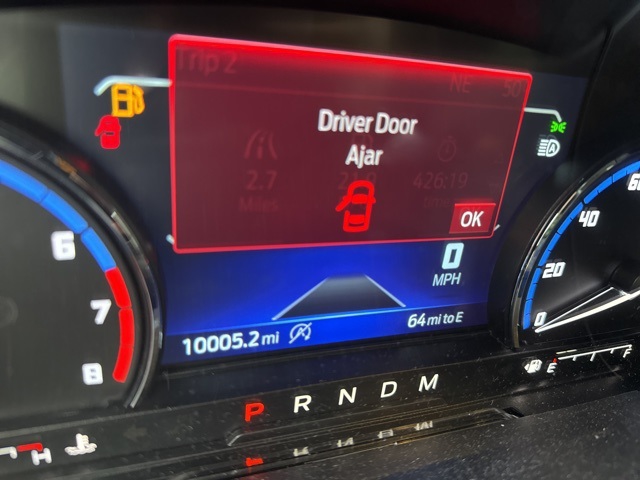 Trip 2
NE 50°
Driver Door
Ajar
2.7
426:19
Miles
OK
0
MPH
6
7
8
60
40
20
0
10005.2 mi
64 mi to E
E F
P R N D M
H